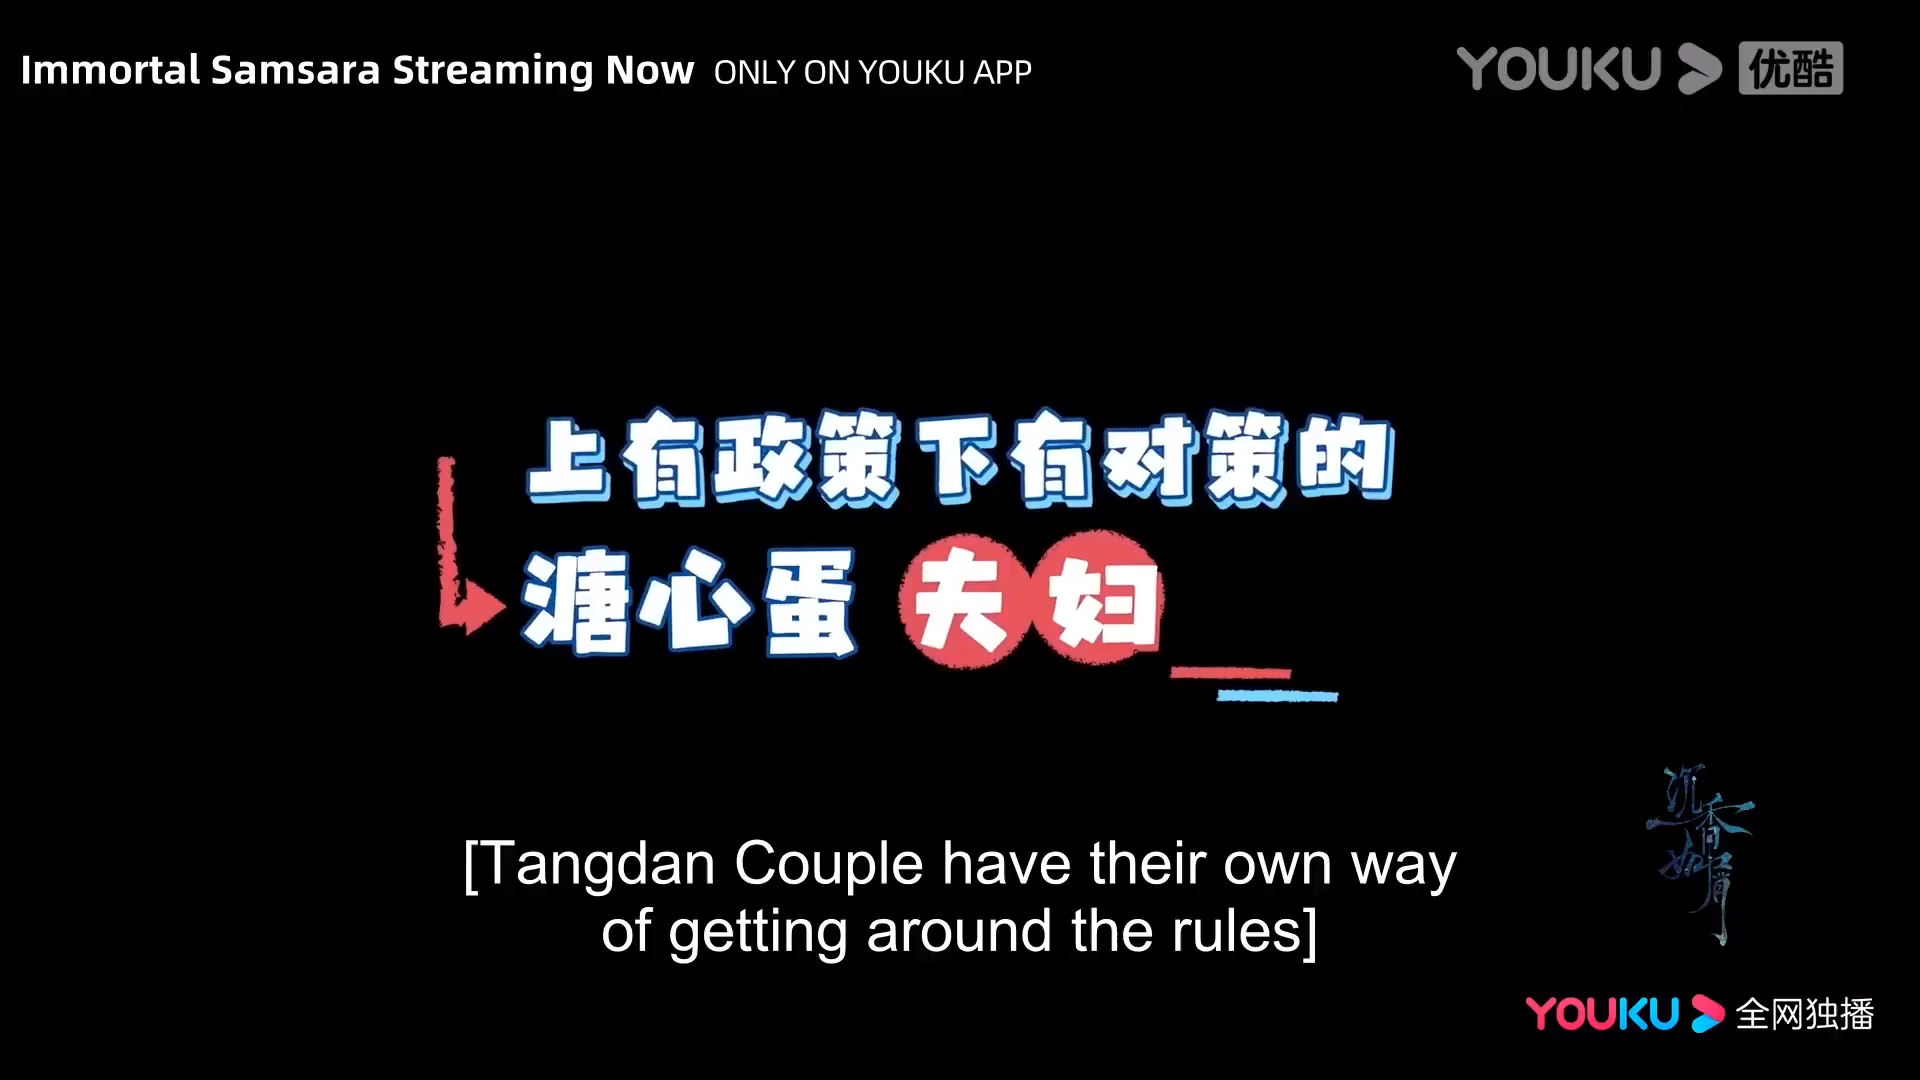 Immortal Samsara Streaming Now ONLY ON YOUKU APP
YOUKU 优酷
上有政策下有对策的
溏心蛋 夫妇
[Tangdan Couple have their own way
of getting around the rules]
沉香如屑
YOUKU 全网独播